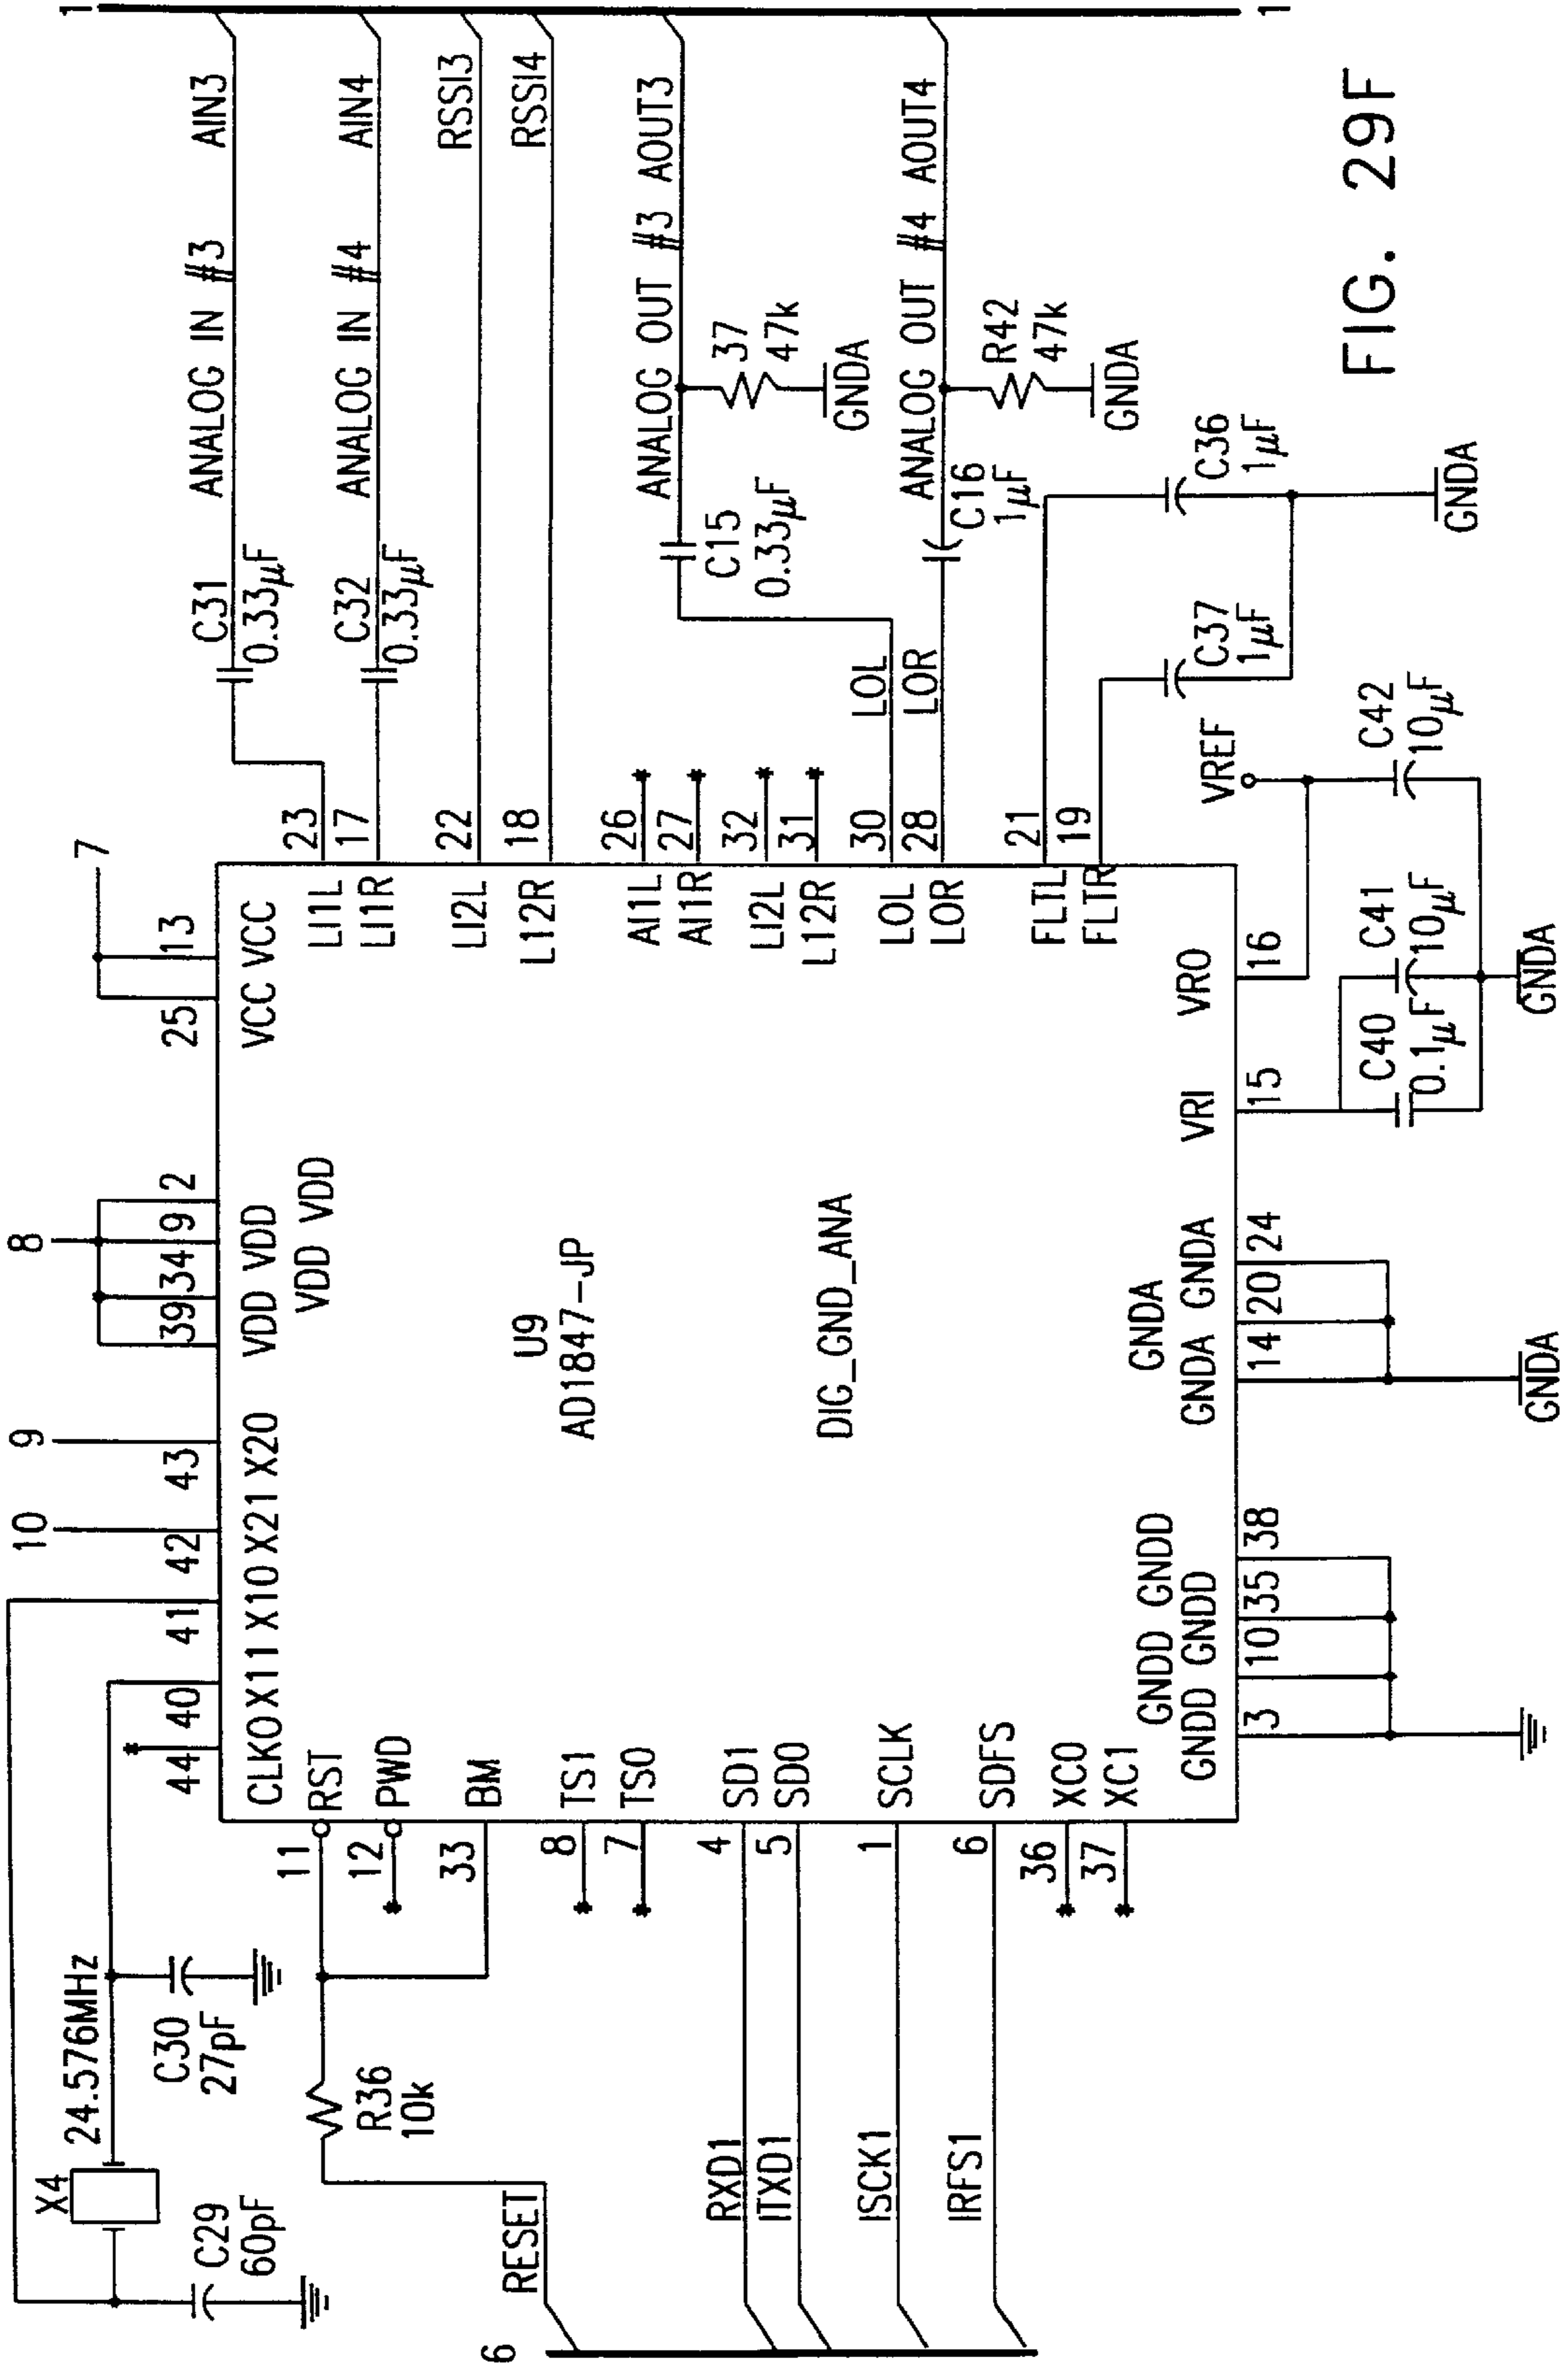 10
9
8
7
X4
24.576MHz
C29
60pF
C30
27pF
44
40
41
42
43
39
34
9
2
25
13
CLKO X11 X10 X21 X20
VDD VDD
VDD VDD
VCC VCC
6
RESET
R36
10k
11
RST
12
PWD
33
BM
8
TS1
7
TS0
RXD1
4
SD1
ITXD1
5
SD0
ISCK1
1
SCLK
IRFS1
6
SDFS
36
XC0
37
XC1
U9
AD1847-JP
DIG_GND_ANA
LI1L
23
C31
0.33µF
ANALOG IN #3
AIN3
1
LI1R
17
C32
0.33µF
ANALOG IN #4
AIN4
LI2L
22
RSSI3
L12R
18
RSSI4
AI1L
26
AI1R
27
LI2L
32
L12R
31
LOL
30
LOL
C15
0.33µF
ANALOG OUT #3
AOUT3
37
47k
GNDA
LOR
28
LOR
C16
1µF
ANALOG OUT #4
AOUT4
R42
47k
GNDA
FLTL
21
FLTR
19
C37
1µF
C36
1µF
GNDA
1
GNDD GNDD
GNDD GNDD
3
10
35
38
GNDA
GNDA GNDA
14
20
24
GNDA
VRI
15
VRO
16
VREF
C40
0.1µF
C41
10µF
C42
10µF
GNDA
FIG. 29F